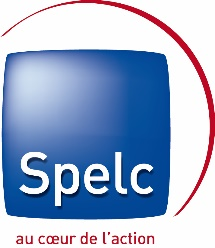 Spelc
au cœur de l'action